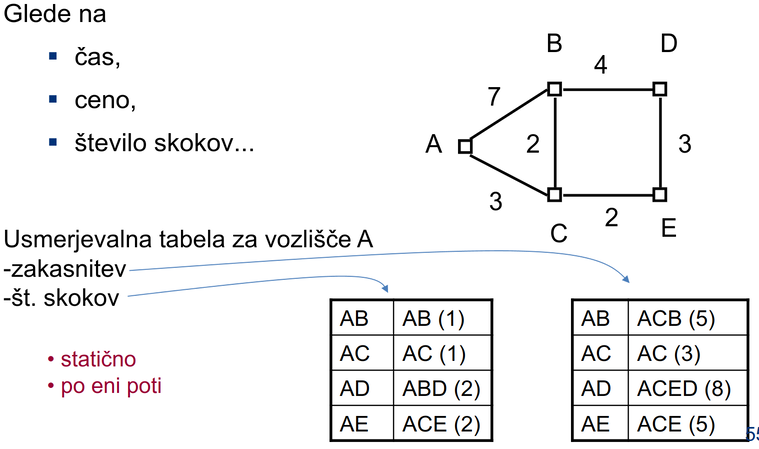 Glede na
▪ čas,
▪ ceno,
▪ število skokov...
B D
4
7
A 2 3
3
2
C E
Usmerjevalna tabela za vozlišče A
-zakasnitev
-št. skokov
• statično
• po eni poti
AB AB (1)
AC AC (1)
AD ABD (2)
AE ACE (2)
AB ACB (5)
AC AC (3)
AD ACED (8)
AE ACE (5)